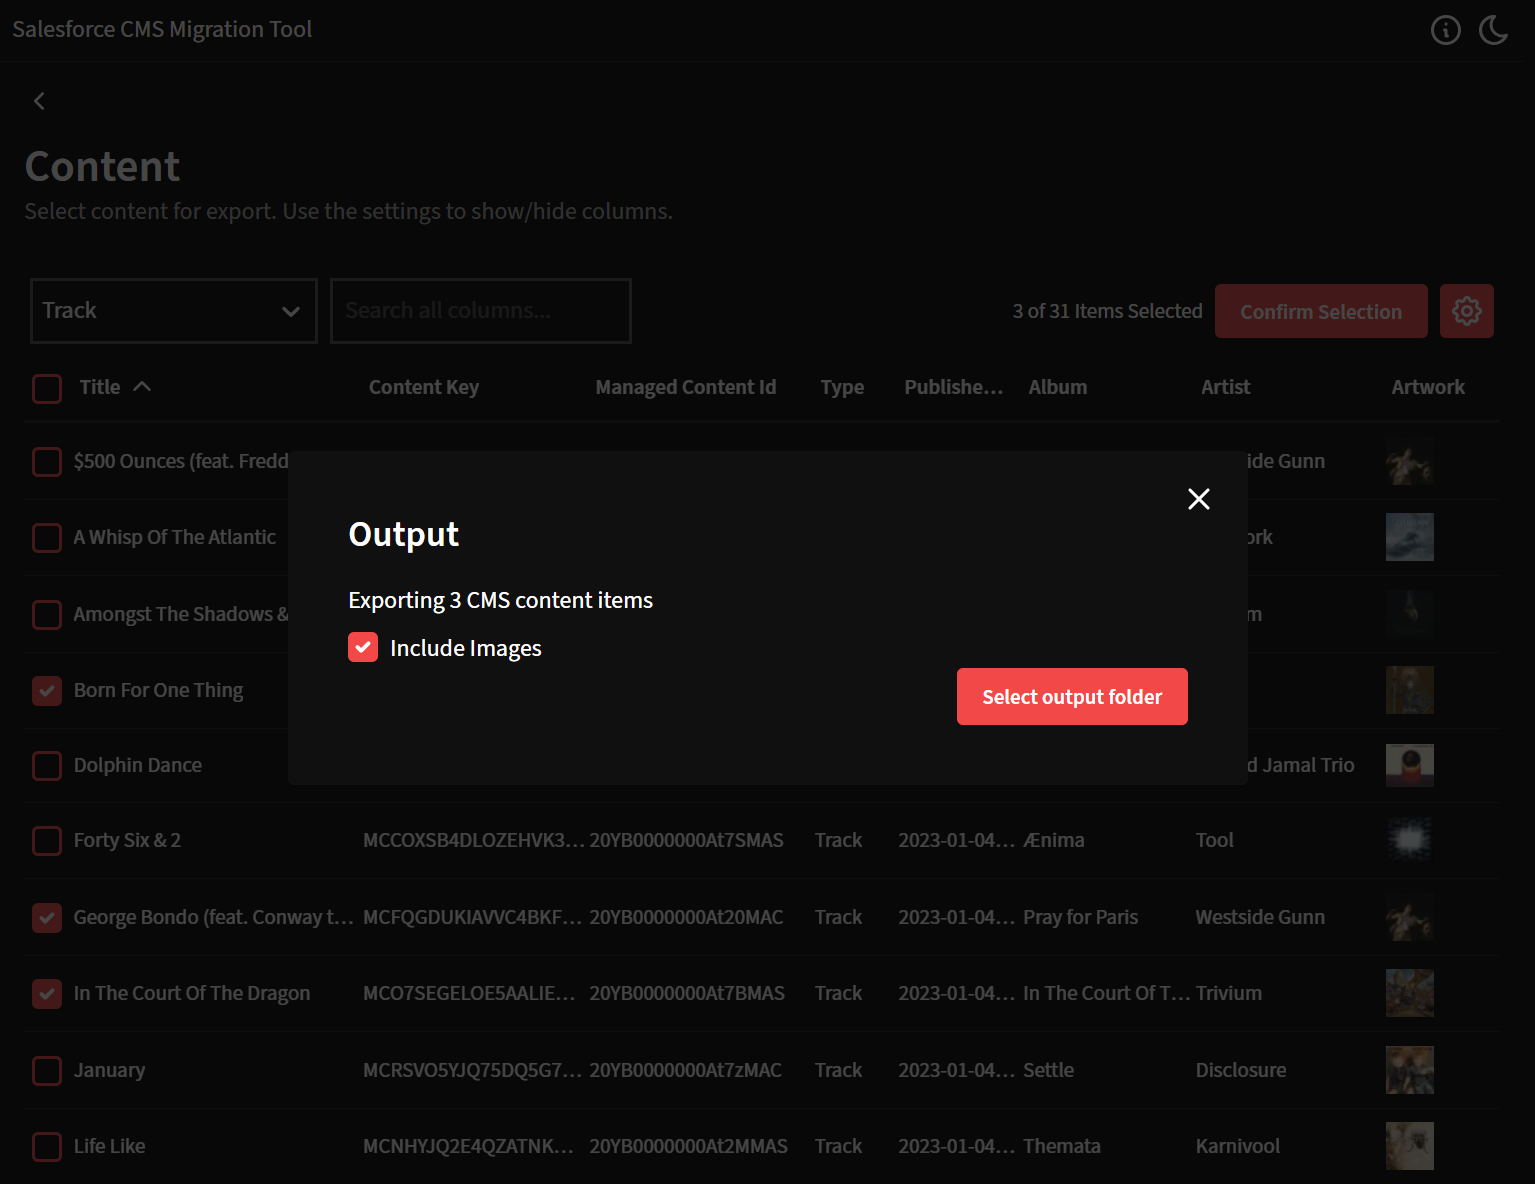 Salesforce CMS Migration Tool
Content
Select content for export. Use the settings to show/hide columns.
Track
Search all columns...
3 of 31 Items Selected
Confirm Selection
Title Content Key Managed Content Id Type Publishe... Album Artist Artwork
$500 Ounces (feat. Fredd ide Gunn
A Whisp Of The Atlantic ork
Amongst The Shadows & m
Born For One Thing
Dolphin Dance d Jamal Trio
Output
Exporting 3 CMS content items
Include Images
Select output folder
Forty Six & 2 MCCOXSB4DLOZEHVK3... 20YB0000000At7SMAS Track 2023-01-04... Ænima Tool
George Bondo (feat. Conway t... MCFQGDUKIAVVC4BKF... 20YB0000000At20MAC Track 2023-01-04... Pray for Paris Westside Gunn
In The Court Of The Dragon MCO7SEGELOE5AALIE... 20YB0000000At7BMAS Track 2023-01-04... In The Court Of T... Trivium
January MCRSVO5YJQ75DQ5G7... 20YB0000000At7zMAC Track 2023-01-04... Settle Disclosure
Life Like MCNHYJQ2E4QZATNK... 20YB0000000At2MMAS Track 2023-01-04... Themata Karnivool